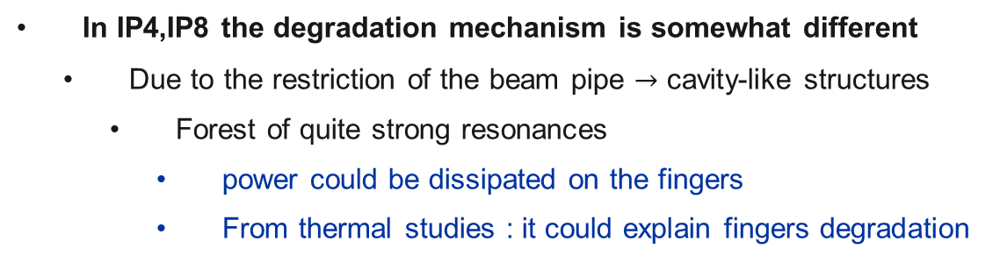 • In IP4,IP8 the degradation mechanism is somewhat different
• Due to the restriction of the beam pipe → cavity-like structures
• Forest of quite strong resonances
• power could be dissipated on the fingers
• From thermal studies : it could explain fingers degradation